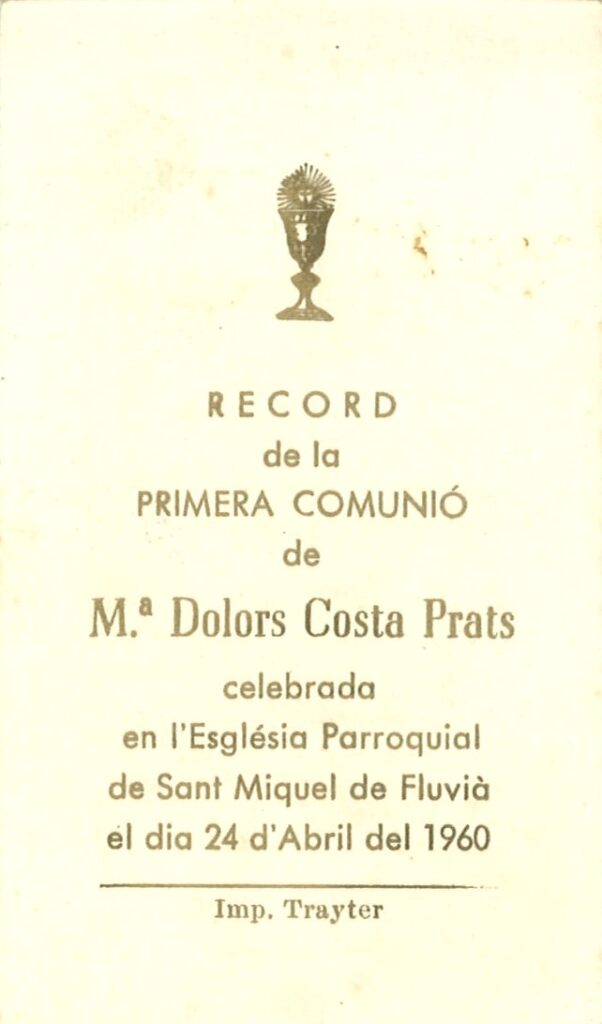 RECORD
de la
PRIMERA COMUNIÓ
de
M.ª Dolors Costa Prats
celebrada
en l'Església Parroquial
de Sant Miquel de Fluvià
el dia 24 d'Abril del 1960
Imp. Trayter